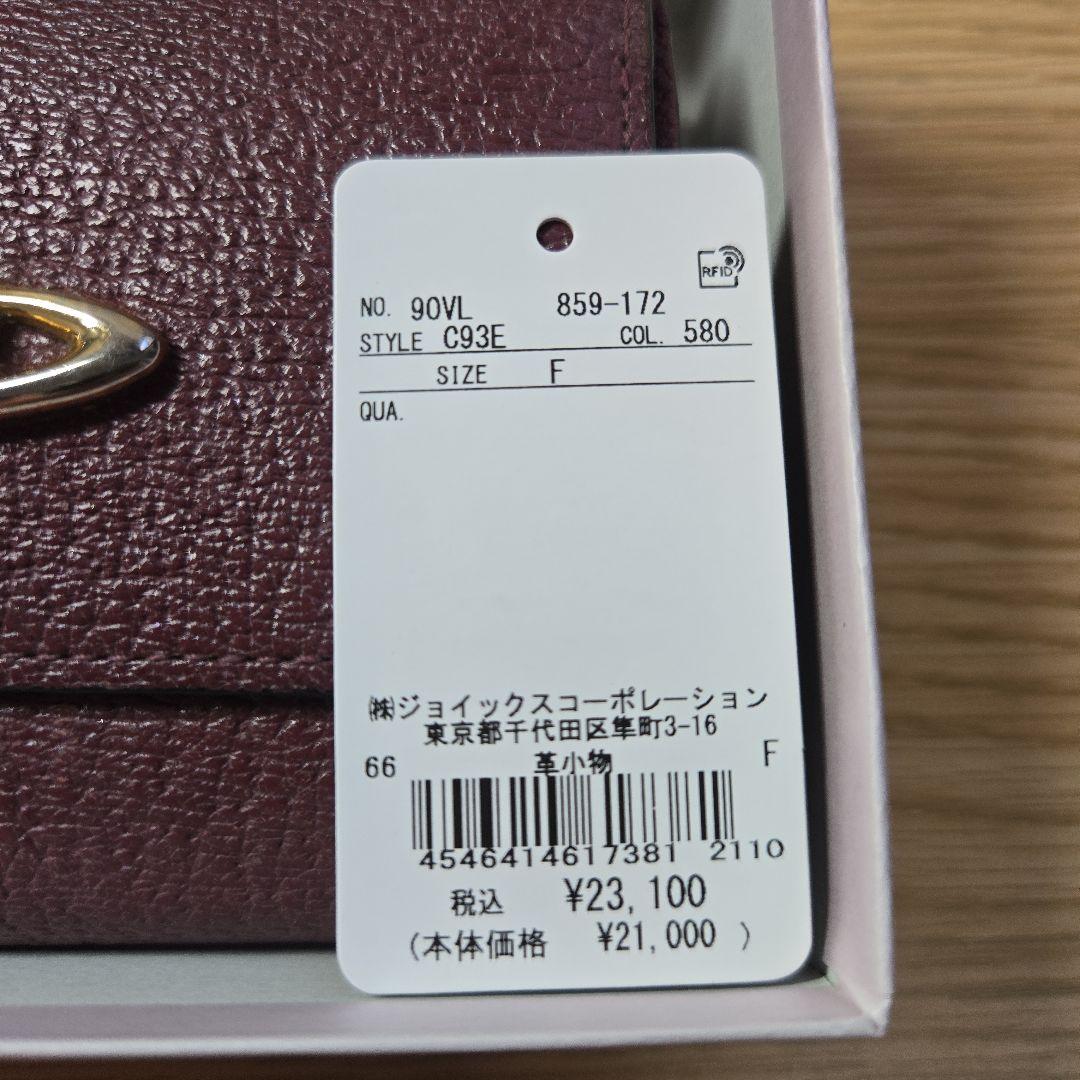 RFID
NO. 90VL 859-172
STYLE C93E COL. 580
SIZE F
QUA.
㈱ジョイックスコーポレーション
東京都千代田区隼町3-16
66 革小物 F
4546414617381 2110
税込 ¥23,100
(本体価格 ¥21,000 )